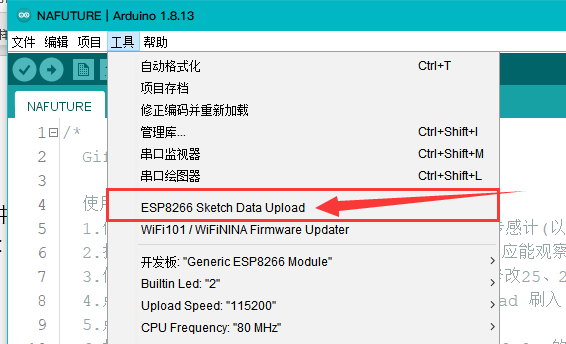 NAFUTURE | Arduino 1.8.13
文件 编辑 项目 工具 帮助
自动格式化 Ctrl+T
项目存档
修正编码并重新加载
管理库... Ctrl+Shift+I
串口监视器 Ctrl+Shift+M
串口绘图器 Ctrl+Shift+L
ESP8266 Sketch Data Upload
WiFi101 / WiFiNINA Firmware Updater
开发板: "Generic ESP8266 Module"
Builtin Led: "2"
Upload Speed: "115200"
CPU Frequency: "80 MHz"
NAFUTURE
1 /*
2 Gif
3
4 使
5 1. 传感计(以
6 2. 应能观察
7 3. 修改25、2
8 4. ad 刷入
9 5.
10